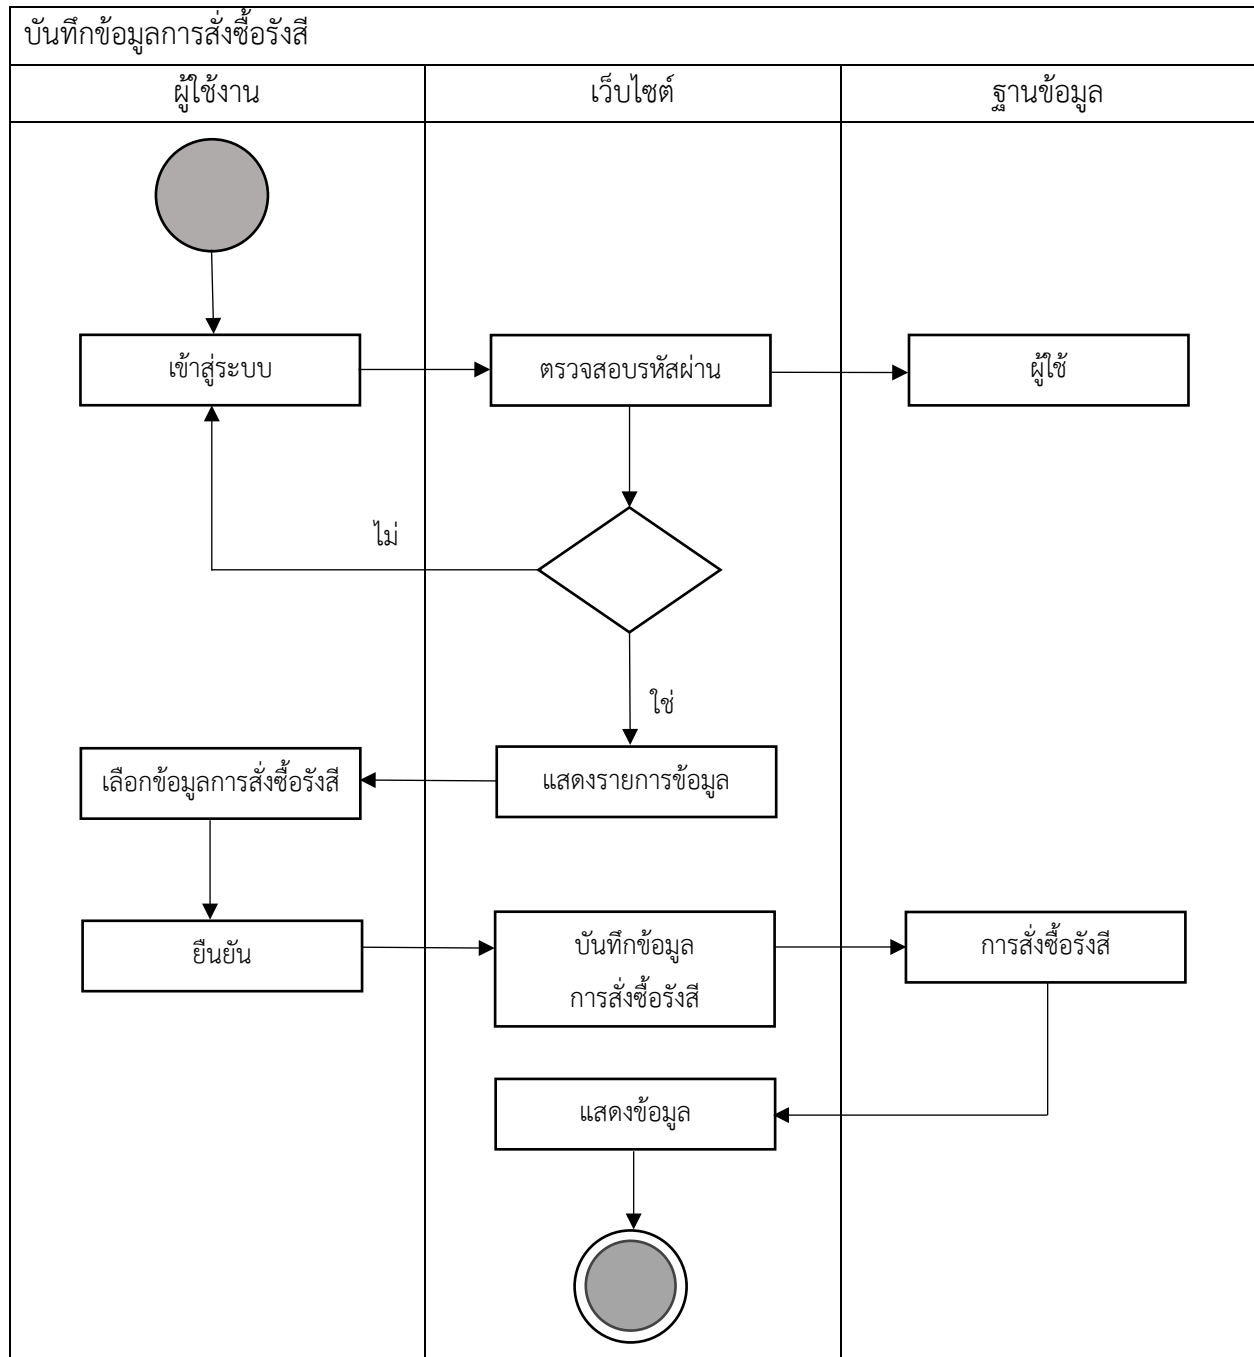 บันทึกข้อมูลการสั่งซื้อรังสี
ผู้ใช้งาน
เว็บไซต์
ฐานข้อมูล
เข้าสู่ระบบ
ตรวจสอบรหัสผ่าน
ผู้ใช้
ไม่
ใช่
เลือกข้อมูลการสั่งซื้อรังสี
แสดงรายการข้อมูล
ยืนยัน
บันทึกข้อมูล
การสั่งซื้อรังสี
การสั่งซื้อรังสี
แสดงข้อมูล